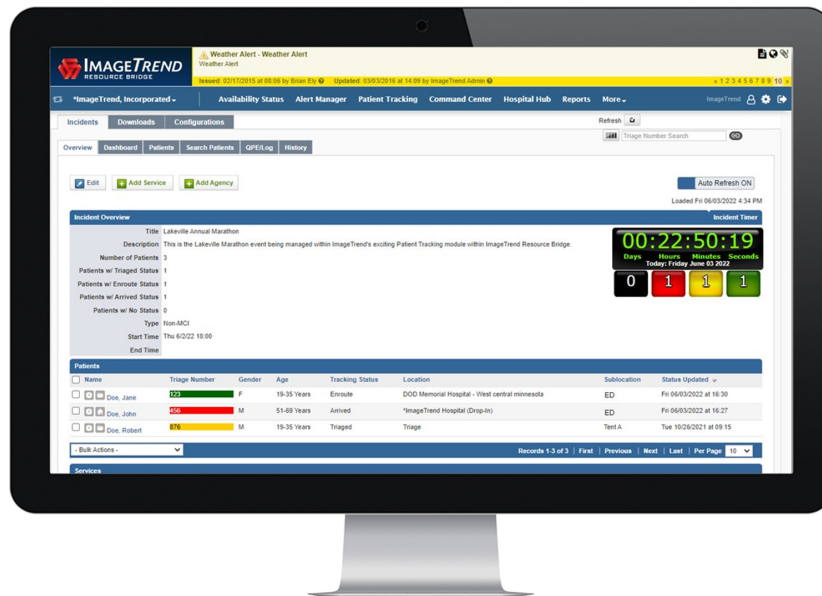 IMAGETREND
RESOURCE BRIDGE
Weather Alert - Weather Alert
Weather Alert
Issued: 02/17/2015 at 08:06 by Brian Ely Updated: 03/03/2016 at 14:09 by ImageTrend Admin
« 1 2 3 4 5 6 7 8 9 10 »
*ImageTrend, Incorporated Availability Status Alert Manager Patient Tracking Command Center Hospital Hub Reports More ImageTrend
Incidents Downloads Configurations
Refresh
Triage Number Search GO
Overview Dashboard Patients Search Patients QPE/Log History
Edit Add Service Add Agency
Auto Refresh ON
Loaded Fri 06/03/2022 4:34 PM
Incident Overview Incident Timer
Title Lakeville Annual Marathon
Description This is the Lakeville Marathon event being managed within ImageTrend's exciting Patient Tracking module within ImageTrend Resource Bridge.
Number of Patients 3
Patients w/ Triaged Status 1
Patients w/ Enroute Status 1
Patients w/ Arrived Status 1
Patients w/ No Status 0
Type Non-MCI
Start Time Thu 6/2/22 18:00
End Time
00:22:50:19
Days Hours Minutes Seconds
Today: Friday June 03 2022
0 1 1 1
Patients
Name Triage Number Gender Age Tracking Status Location Sublocation Status Updated
Doe, Jane 123 F 19-35 Years Enroute DOD Memorial Hospital - West central minnesota ED Fri 06/03/2022 at 16:30
Doe, John 456 M 51-69 Years Arrived *ImageTrend Hospital (Drop-In) ED Fri 06/03/2022 at 16:27
Doe, Robert 876 M 19-35 Years Triaged Triage Tent A Tue 10/26/2021 at 09:15
- Bulk Actions - Records 1-3 of 3 | First | Previous | Next | Last | Per Page 10
Services